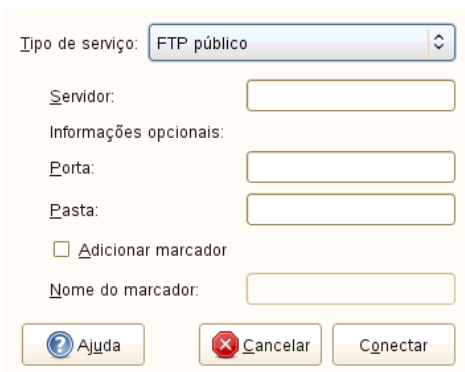 Tipo de serviço: FTP público
Servidor:
Informações opcionais:
Porta:
Pasta:
Adicionar marcador
Nome do marcador:
Ajuda Cancelar Conectar